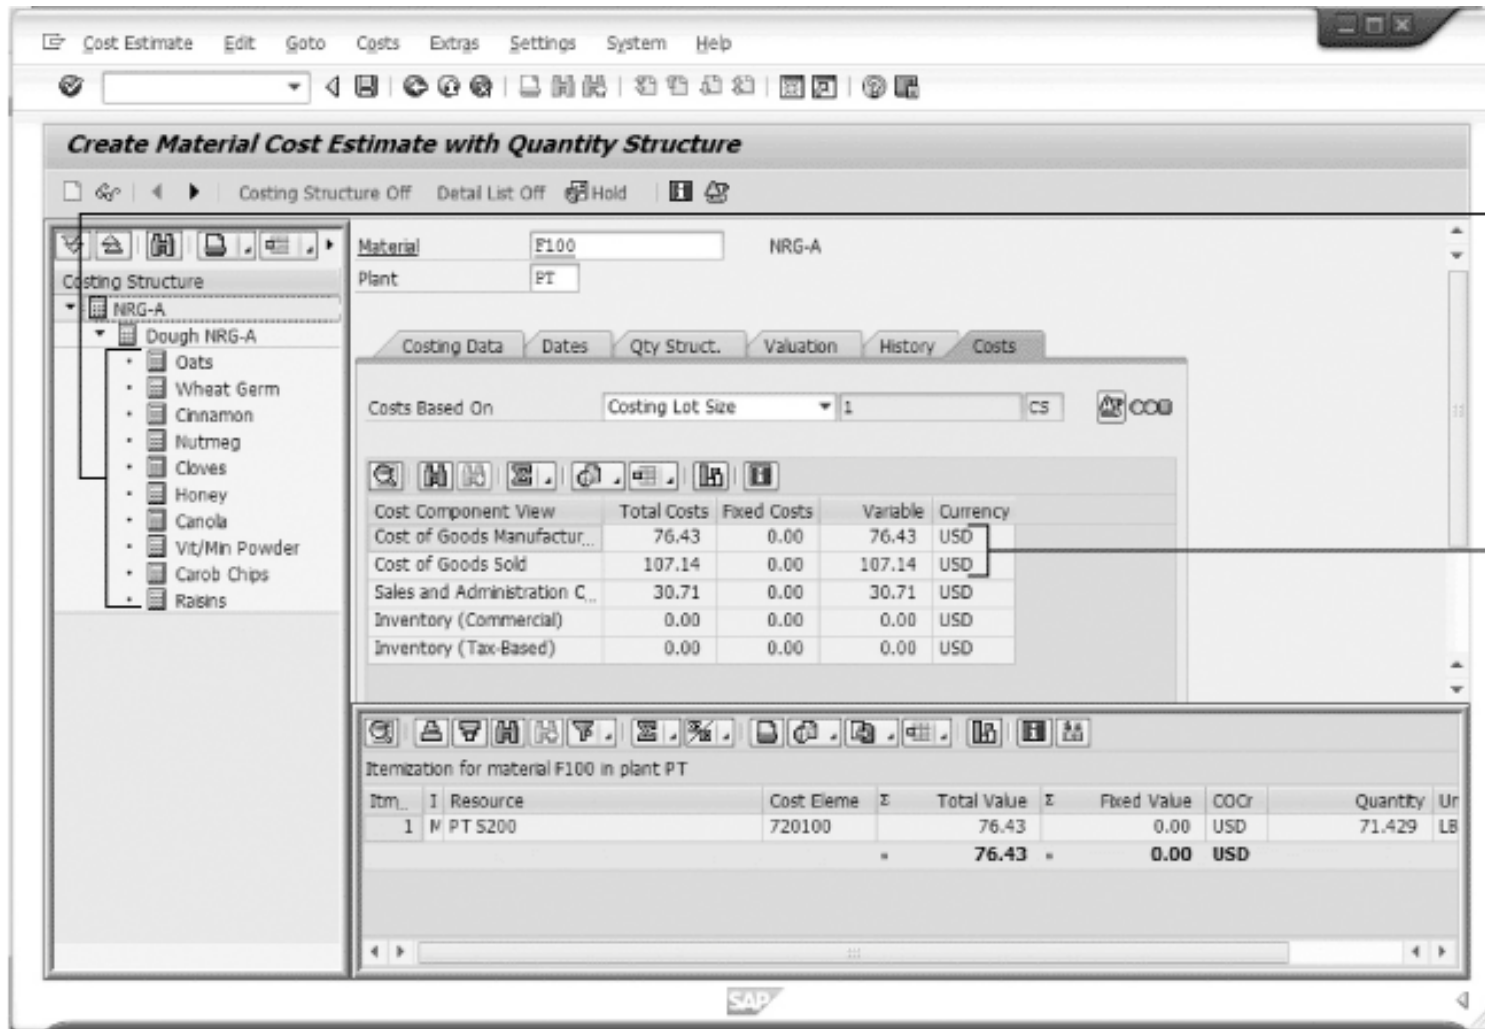 Cost Estimate Edit Goto Costs Extras Settings System Help
Create Material Cost Estimate with Quantity Structure
Costing Structure Off Detail List Off Hold
Material F100 NRG-A
Plant PT
Costing Structure
NRG-A
Dough NRG-A
Oats
Wheat Germ
Cinnamon
Nutmeg
Cloves
Honey
Canola
Vit/Min Powder
Carob Chips
Raisins
Costing Data Dates Qty Struct. Valuation History Costs
Costs Based On Costing Lot Size 1 CS
Cost Component View Total Costs Fixed Costs Variable Currency
Cost of Goods Manufactur... 76.43 0.00 76.43 USD
Cost of Goods Sold 107.14 0.00 107.14 USD
Sales and Administration C... 30.71 0.00 30.71 USD
Inventory (Commercial) 0.00 0.00 0.00 USD
Inventory (Tax-Based) 0.00 0.00 0.00 USD
Itemization for material F100 in plant PT
Itm... I Resource Cost Eleme Σ Total Value Σ Fixed Value COCr Quantity Un
1 M PT S200 720100 76.43 0.00 USD 71.429 LB
76.43 0.00 USD
SAP